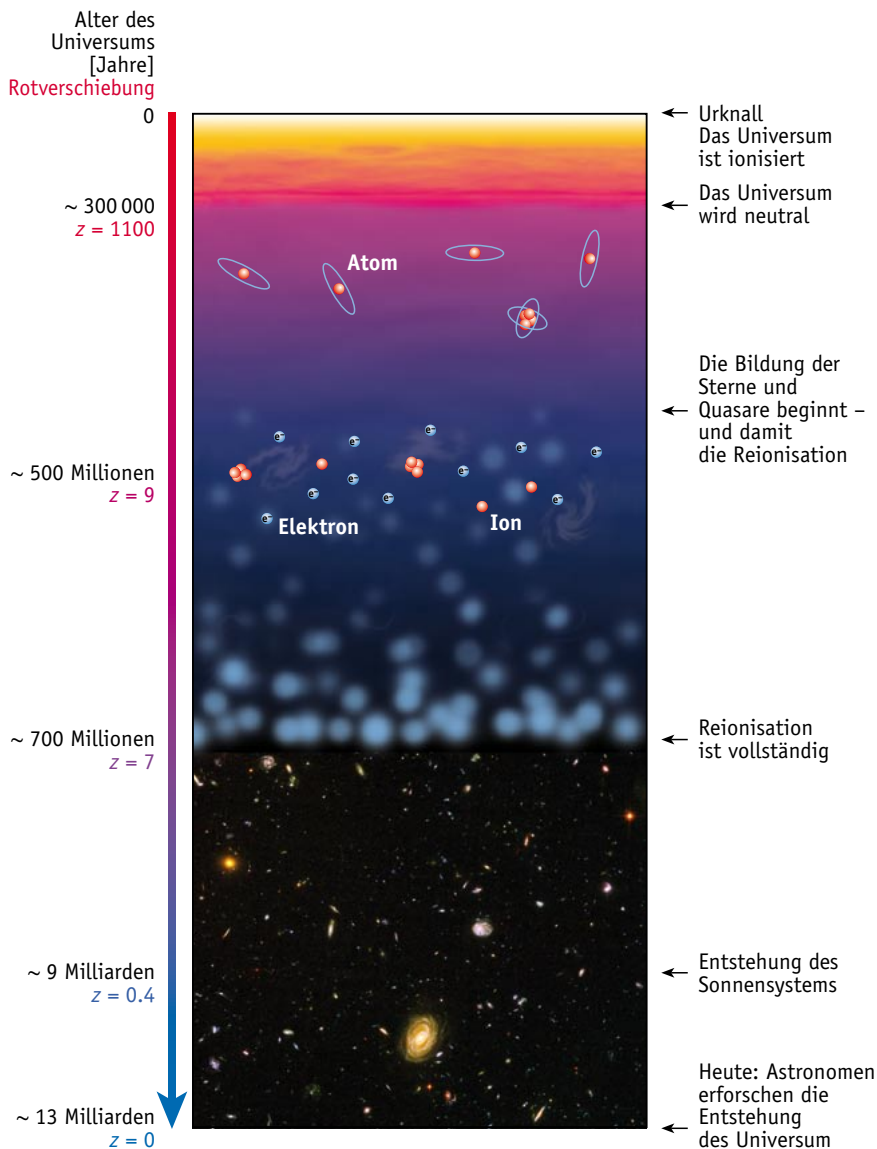 Alter des
Universums
[Jahre]
Rotverschiebung
0
Urknall
Das Universum
ist ionisiert
~ 300 000
z = 1100
Das Universum
wird neutral
Atom
Die Bildung der
Sterne und
Quasare beginnt –
und damit
die Reionisation
e⁻
e⁻
e⁻
e⁻
e⁻
e⁻
e⁻
e⁻
e⁻
e⁻
e⁻
~ 500 Millionen
z = 9
Elektron
Ion
~ 700 Millionen
z = 7
Reionisation
ist vollständig
~ 9 Milliarden
z = 0.4
Entstehung des
Sonnensystems
~ 13 Milliarden
z = 0
Heute: Astronomen
erforschen die
Entstehung
des Universum